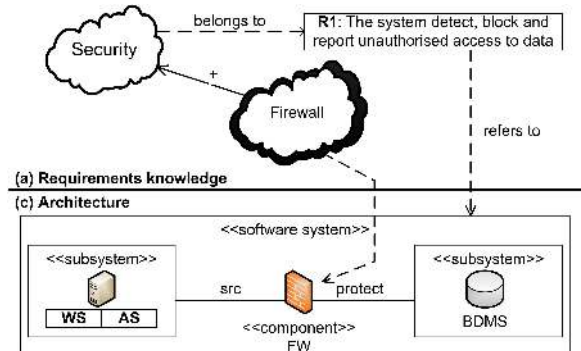 belongs to
Security
R1: The system detect, block and
report unauthorised access to data
+
Firewall
refers to
(a) Requirements knowledge
(c) Architecture
<<software system>>
<<subsystem>>
<<subsystem>>
src
protect
WS AS
BDMS
<<component>>
FW